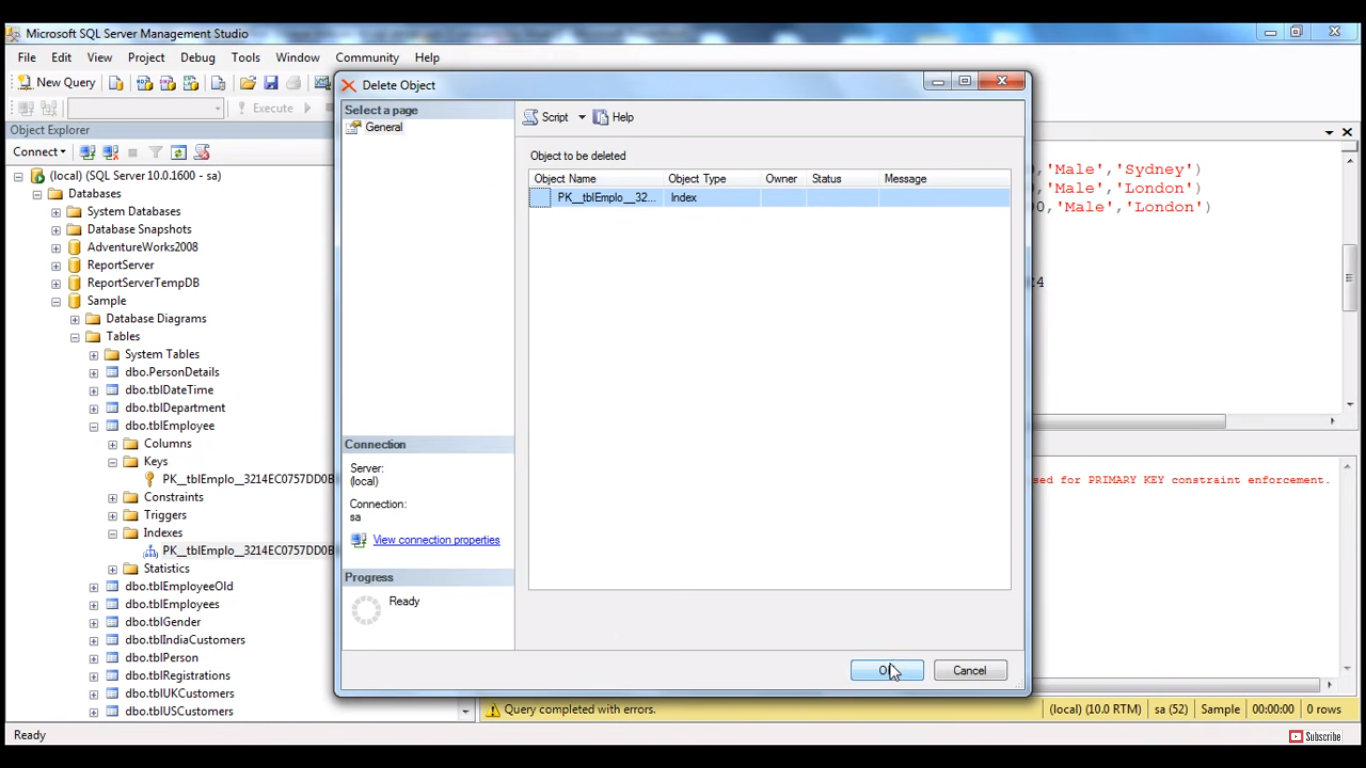 Microsoft SQL Server Management Studio
File Edit View Project Debug Tools Window Community Help
New Query
Execute
Object Explorer
Connect
(local) (SQL Server 10.0.1600 - sa)
Databases
System Databases
Database Snapshots
AdventureWorks2008
ReportServer
ReportServerTempDB
Sample
Database Diagrams
Tables
System Tables
dbo.PersonDetails
dbo.tblDateTime
dbo.tblDepartment
dbo.tblEmployee
Columns
Keys
PK__tblEmplo__3214EC0757DD0B
Constraints
Triggers
Indexes
PK__tblEmplo__3214EC0757DD0B
Statistics
dbo.tblEmployeeOld
dbo.tblEmployees
dbo.tblGender
dbo.tblIndiaCustomers
dbo.tblPerson
dbo.tblRegistrations
dbo.tblUKCustomers
dbo.tblUSCustomers
Delete Object
Select a page
General
Connection
Server:
(local)
Connection:
sa
View connection properties
Progress
Ready
Script Help
Object to be deleted
Object Name Object Type Owner Status Message
PK__tblEmplo__32... Index
Cancel
,'Male','Sydney')
,'Male','London')
00,'Male','London')
4
sed for PRIMARY KEY constraint enforcement.
Query completed with errors. (local) (10.0 RTM) sa (52) Sample 00:00:00 0 rows
Ready
Subscribe